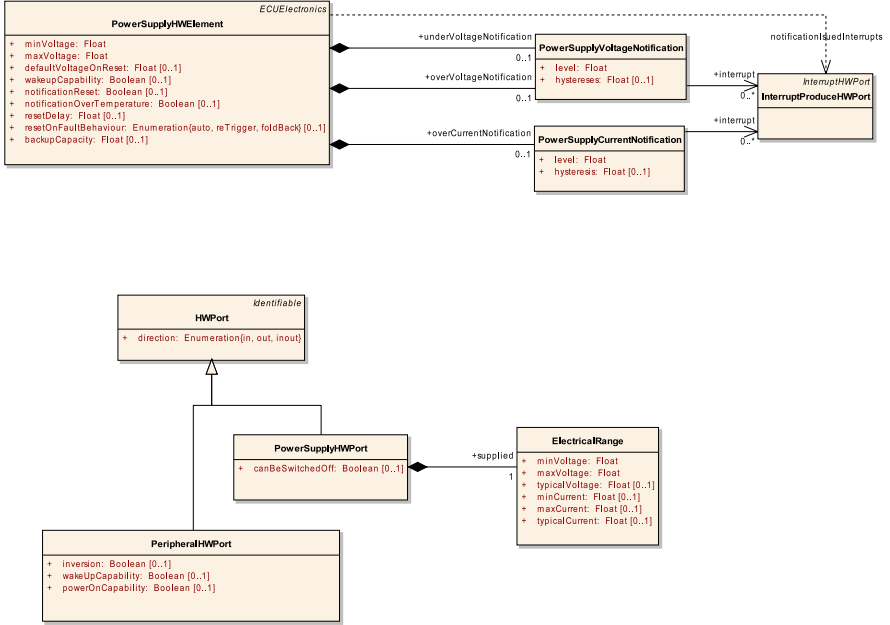 ECUElectronics
PowerSupplyHWElement
+ minVoltage: Float
+ maxVoltage: Float
+ defaultVoltageOnReset: Float [0..1]
+ wakeupCapability: Boolean [0..1]
+ notificationReset: Boolean [0..1]
+ notificationOverTemperature: Boolean [0..1]
+ resetDelay: Float [0..1]
+ resetOnFaultBehaviour: Enumeration{auto, reTrigger, foldBack} [0..1]
+ backupCapacity: Float [0..1]
+underVoltageNotification
0..1
+overVoltageNotification
0..1
+overCurrentNotification
0..1
PowerSupplyVoltageNotification
+ level: Float
+ hystereses: Float [0..1]
PowerSupplyCurrentNotification
+ level: Float
+ hysteresis: Float [0..1]
notificationIsuedInterrupts
+interrupt
0..*
+interrupt
0..*
InterruptHWPort
InterruptProduceHWPort
Identifiable
HWPort
+ direction: Enumeration{in, out, inout}
PowerSupplyHWPort
+ canBeSwitchedOff: Boolean [0..1]
+supplied
1
ElectricalRange
+ minVoltage: Float
+ maxVoltage: Float
+ typicalVoltage: Float [0..1]
+ minCurrent: Float [0..1]
+ maxCurrent: Float [0..1]
+ typicalCurrent: Float [0..1]
PeripheralHWPort
+ inversion: Boolean [0..1]
+ wakeUpCapability: Boolean [0..1]
+ powerOnCapability: Boolean [0..1]